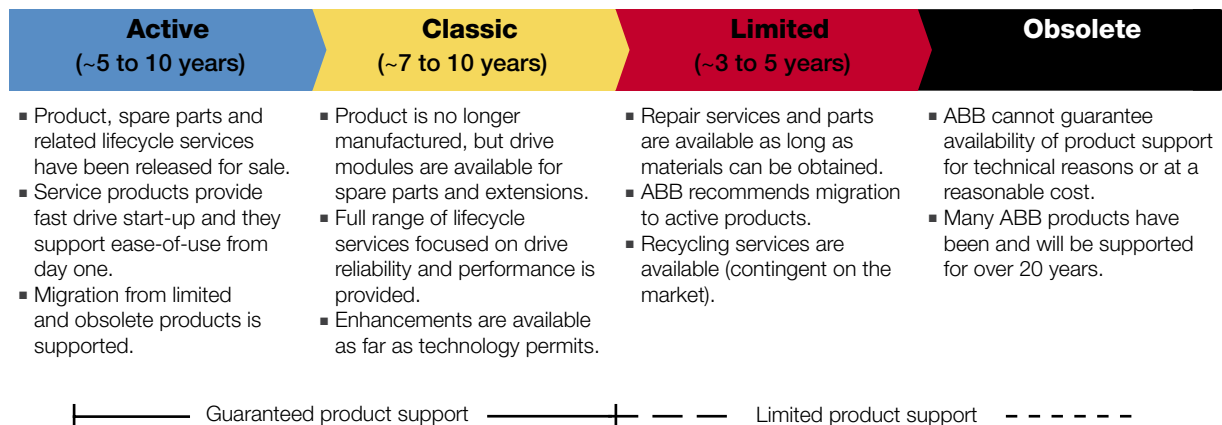 Active
(~5 to 10 years)
■ Product, spare parts and
related lifecycle services
have been released for sale.
■ Service products provide
fast drive start-up and they
support ease-of-use from
day one.
■ Migration from limited
and obsolete products is
supported.
Classic
(~7 to 10 years)
■ Product is no longer
manufactured, but drive
modules are available for
spare parts and extensions.
■ Full range of lifecycle
services focused on drive
reliability and performance is
provided.
■ Enhancements are available
as far as technology permits.
Limited
(~3 to 5 years)
■ Repair services and parts
are available as long as
materials can be obtained.
■ ABB recommends migration
to active products.
■ Recycling services are
available (contingent on the
market).
Obsolete
■ ABB cannot guarantee
availability of product support
for technical reasons or at a
reasonable cost.
■ Many ABB products have
been and will be supported
for over 20 years.
Guaranteed product support
Limited product support